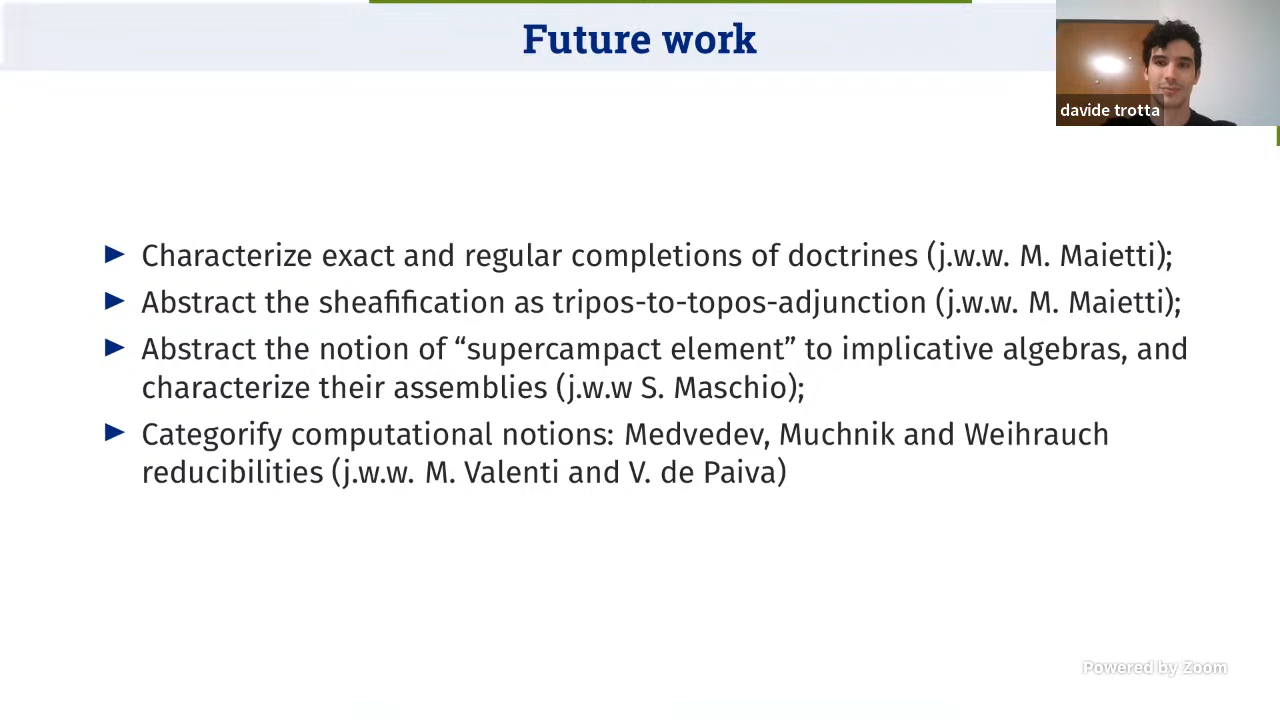 Future work
davide trotta
▶ Characterize exact and regular completions of doctrines (j.w.w. M. Maietti);
▶ Abstract the sheafification as tripos-to-topos-adjunction (j.w.w. M. Maietti);
▶ Abstract the notion of “supercampact element” to implicative algebras, and
characterize their assemblies (j.w.w S. Maschio);
▶ Categorify computational notions: Medvedev, Muchnik and Weihrauch
reducibilities (j.w.w. M. Valenti and V. de Paiva)
Powered by Zoom